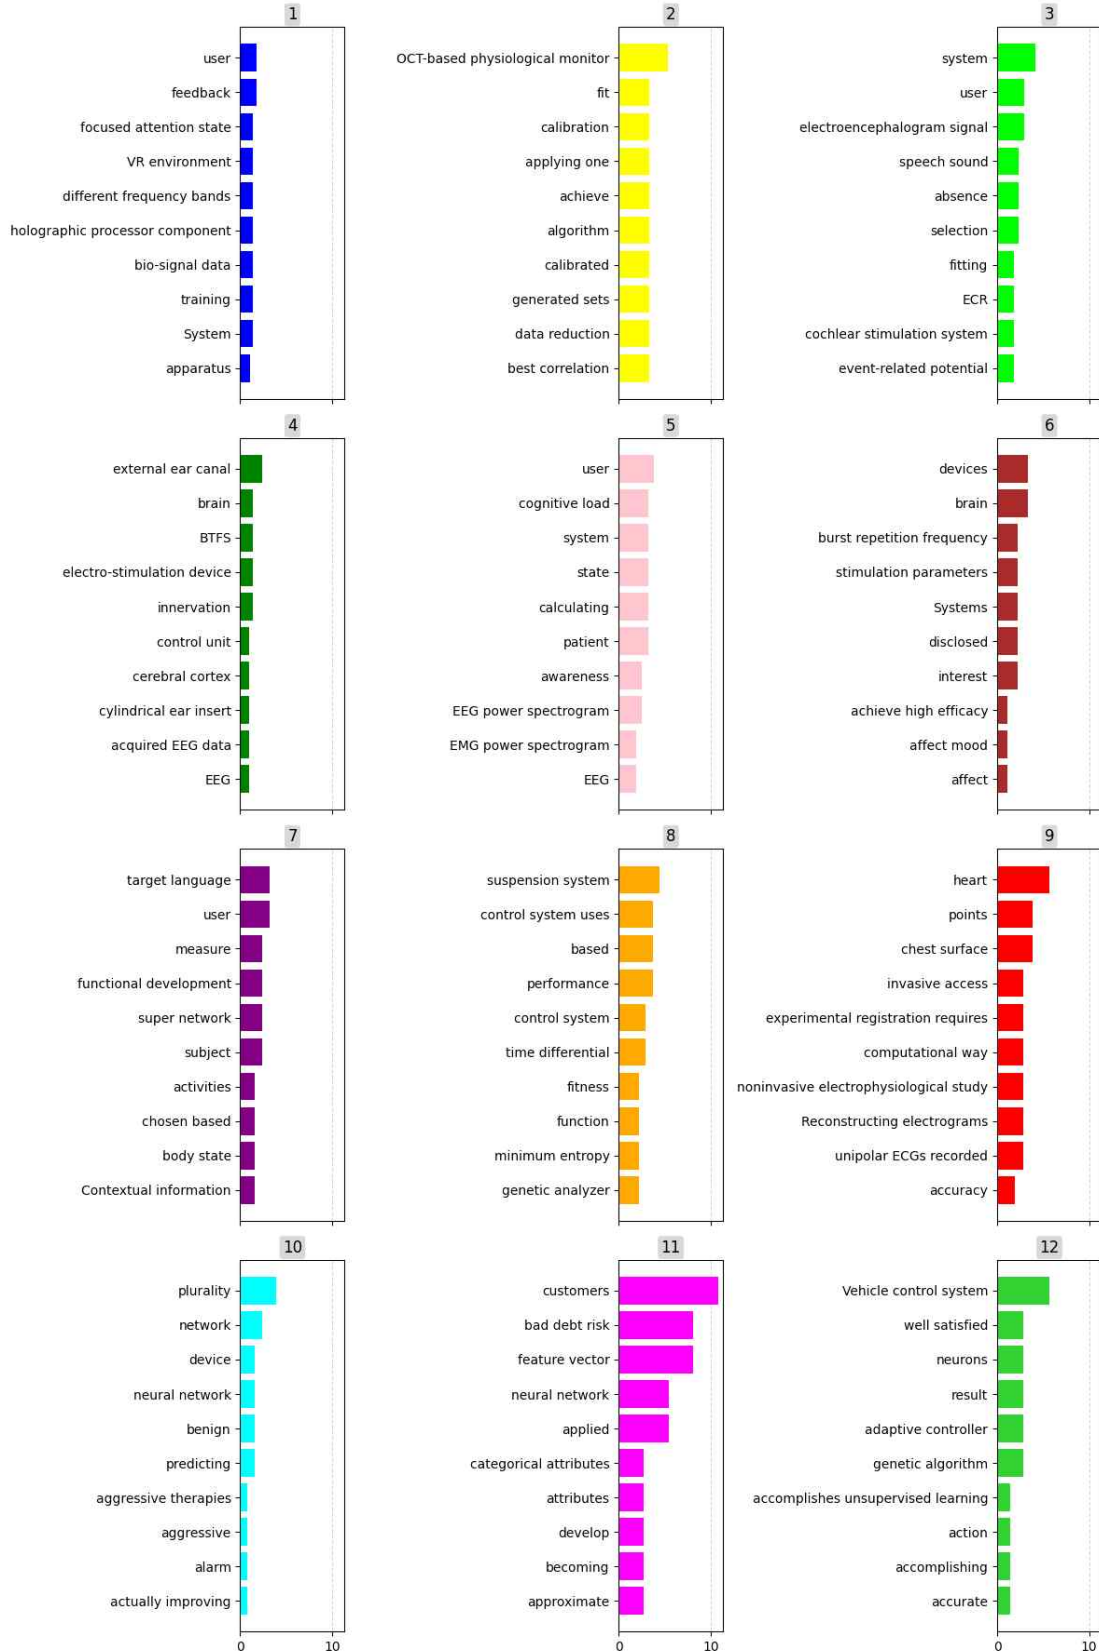 1
user
feedback
focused attention state
VR environment
different frequency bands
holographic processor component
bio-signal data
training
System
apparatus
2
OCT-based physiological monitor
fit
calibration
applying one
achieve
algorithm
calibrated
generated sets
data reduction
best correlation
3
system
user
electroencephalogram signal
speech sound
absence
selection
fitting
ECR
cochlear stimulation system
event-related potential
4
external ear canal
brain
BTFS
electro-stimulation device
innervation
control unit
cerebral cortex
cylindrical ear insert
acquired EEG data
EEG
5
user
cognitive load
system
state
calculating
patient
awareness
EEG power spectrogram
EMG power spectrogram
EEG
6
devices
brain
burst repetition frequency
stimulation parameters
Systems
disclosed
interest
achieve high efficacy
affect mood
affect
7
target language
user
measure
functional development
super network
subject
activities
chosen based
body state
Contextual information
8
suspension system
control system uses
based
performance
control system
time differential
fitness
function
minimum entropy
genetic analyzer
9
heart
points
chest surface
invasive access
experimental registration requires
computational way
noninvasive electrophysiological study
Reconstructing electrograms
unipolar ECGs recorded
accuracy
10
plurality
network
device
neural network
benign
predicting
aggressive therapies
aggressive
alarm
actually improving
0 10
11
customers
bad debt risk
feature vector
neural network
applied
categorical attributes
attributes
develop
becoming
approximate
0 10
12
Vehicle control system
well satisfied
neurons
result
adaptive controller
genetic algorithm
accomplishes unsupervised learning
action
accomplishing
accurate
0 10